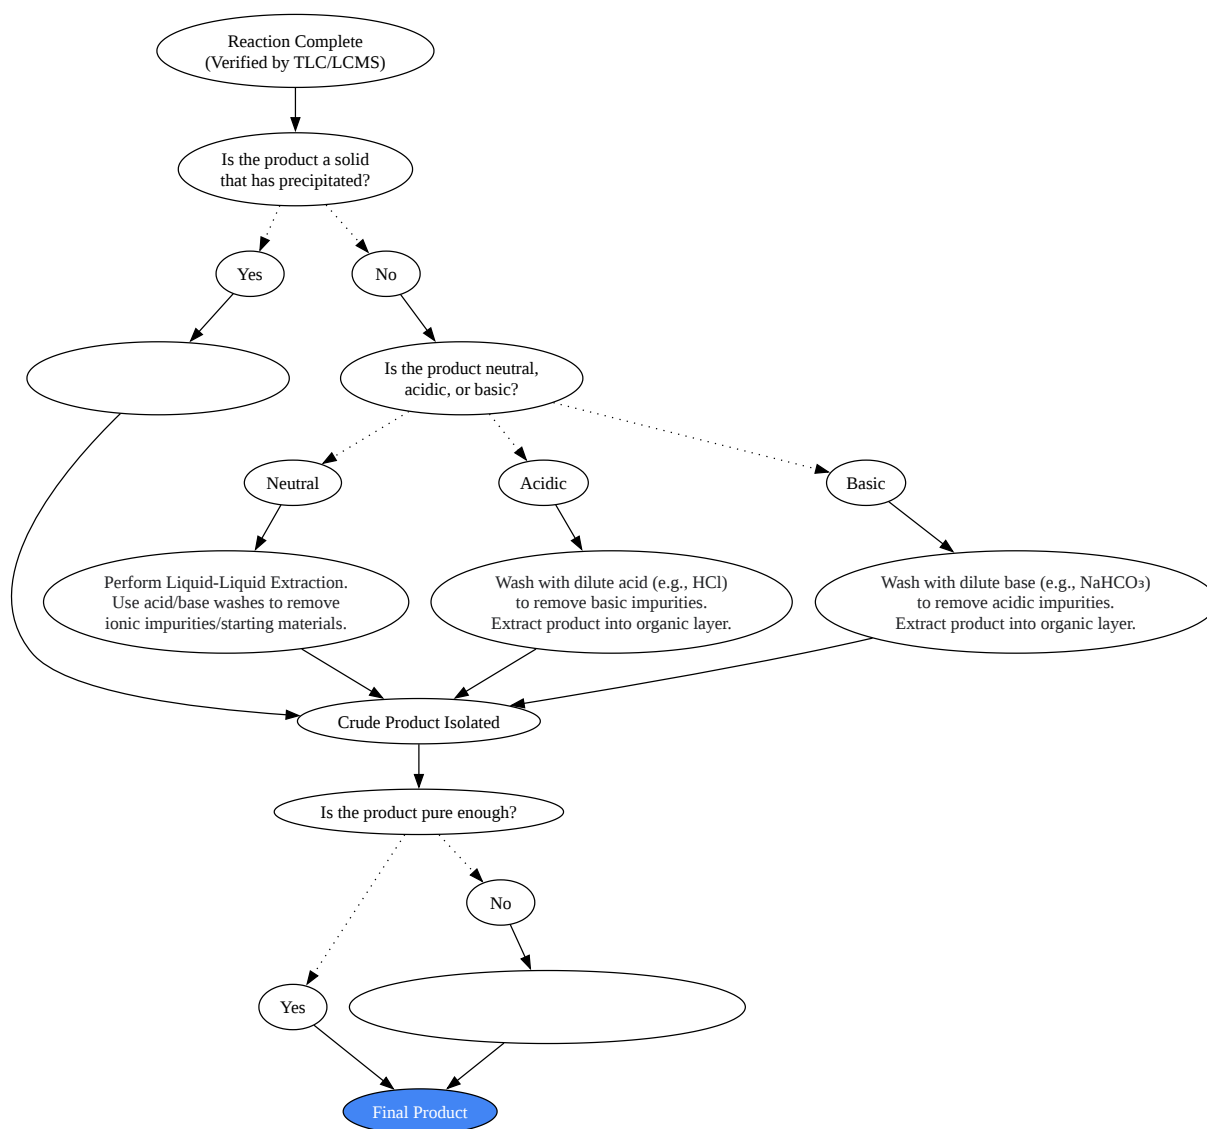 Reaction Complete
(Verified by TLC/LCMS)
Is the product a solid
that has precipitated?
Yes
No
Is the product neutral,
acidic, or basic?
Neutral
Acidic
Basic
Perform Liquid-Liquid Extraction.
Use acid/base washes to remove
ionic impurities/starting materials.
Wash with dilute acid (e.g., HCl)
to remove basic impurities.
Extract product into organic layer.
Wash with dilute base (e.g., NaHCO₃)
to remove acidic impurities.
Extract product into organic layer.
Crude Product Isolated
Is the product pure enough?
No
Yes
Final Product